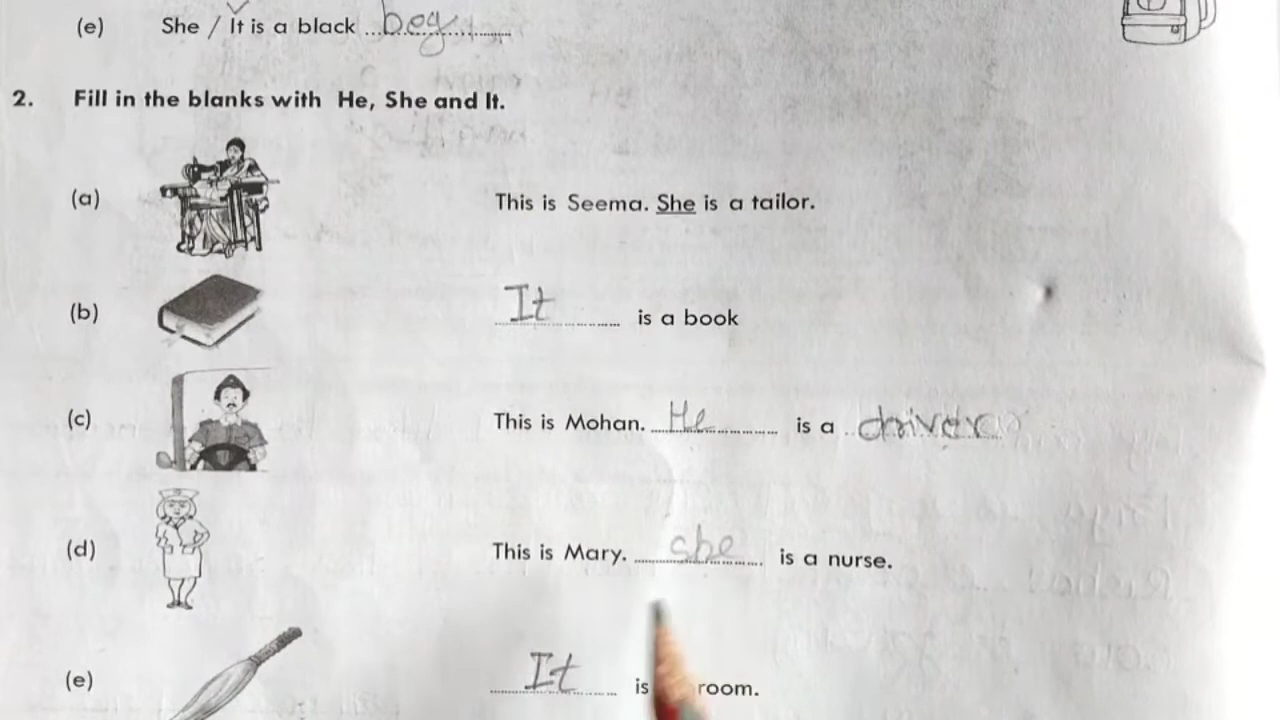 (e) She / It is a black beg
2. Fill in the blanks with He, She and It.
(a) This is Seema. She is a tailor.
(b) It is a book
(c) This is Mohan. He is a driver
(d) This is Mary. she is a nurse.
(e) It is room.